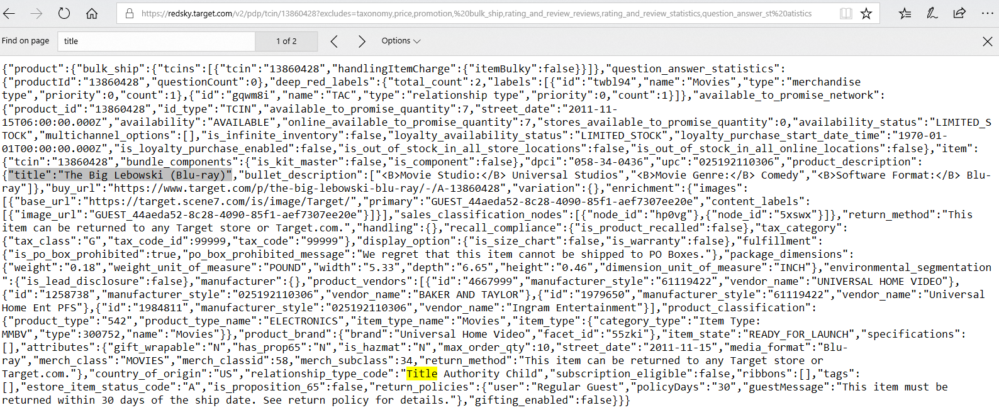 https://redsky.target.com/v2/pdp/tcin/13860428?excludes=taxonomy,price,promotion,%20bulk_ship,rating_and_review_reviews,rating_and_review_statistics,question_answer_st%20atistics
Find on page title 1 of 2 Options
{"product":{"bulk_ship":{"tcins":[{"tcin":"13860428","handlingItemCharge":{"itemBulky":false}}]},"question_answer_statistics":
{"productId":"13860428","questionCount":0},"deep_red_labels":{"total_count":2,"labels":[{"id":"twbl94","name":"Movies","type":"merchandise
type","priority":0,"count":1},{"id":"gqwm8i","name":"TAC","type":"relationship type","priority":0,"count":1}]},"available_to_promise_network":
{"product_id":"13860428","id_type":"TCIN","available_to_promise_quantity":7,"street_date":"2011-11-
15T06:00:00.000Z","availability":"AVAILABLE","online_available_to_promise_quantity":7,"stores_available_to_promise_quantity":0,"availability_status":"LIMITED_S
TOCK","multichannel_options":[],"is_infinite_inventory":false,"loyalty_availability_status":"LIMITED_STOCK","loyalty_purchase_start_date_time":"1970-01-
01T00:00:00.000Z","is_loyalty_purchase_enabled":false,"is_out_of_stock_in_all_store_locations":false,"is_out_of_stock_in_all_online_locations":false},"item":
{"tcin":"13860428","bundle_components":{"is_kit_master":false,"is_component":false},"dpci":"058-34-0436","upc":"025192110306","product_description":
{"title":"The Big Lebowski (Blu-ray)","bullet_description":["<B>Movie Studio:</B> Universal Studios","<B>Movie Genre:</B> Comedy","<B>Software Format:</B> Blu-
ray"]},"buy_url":"https://www.target.com/p/the-big-lebowski-blu-ray/-/A-13860428","variation":{},"enrichment":{"images":
[{"base_url":"https://target.scene7.com/is/image/Target/","primary":"GUEST_44aeda52-8c28-4090-85f1-aef7307ee20e","content_labels":
[{"image_url":"GUEST_44aeda52-8c28-4090-85f1-aef7307ee20e"}]}],"sales_classification_nodes":[{"node_id":"hp0vg"},{"node_id":"5xswx"}]},"return_method":"This
item can be returned to any Target store or Target.com.","handling":{},"recall_compliance":{"is_product_recalled":false},"tax_category":
{"tax_class":"G","tax_code_id":99999,"tax_code":"99999"},"display_option":{"is_size_chart":false,"is_warranty":false},"fulfillment":
{"is_po_box_prohibited":true,"po_box_prohibited_message":"We regret that this item cannot be shipped to PO Boxes."},"package_dimensions":
{"weight":"0.18","weight_unit_of_measure":"POUND","width":"5.33","depth":"6.65","height":"0.46","dimension_unit_of_measure":"INCH"},"environmental_segmentation
":{"is_lead_disclosure":false},"manufacturer":{},"product_vendors":[{"id":"4667999","manufacturer_style":"61119422","vendor_name":"UNIVERSAL HOME VIDEO"},
{"id":"1258738","manufacturer_style":"025192110306","vendor_name":"BAKER AND TAYLOR"},{"id":"1979650","manufacturer_style":"61119422","vendor_name":"Universal
Home Ent PFS"},{"id":"1984811","manufacturer_style":"025192110306","vendor_name":"Ingram Entertainment"}],"product_classification":
{"product_type":"542","product_type_name":"ELECTRONICS","item_type_name":"Movies","item_type":{"category_type":"Item Type:
MMBV","type":300752,"name":"Movies"}},"product_brand":{"brand":"Universal Home Video","facet_id":"55zki"},"item_state":"READY_FOR_LAUNCH","specifications":
[],"attributes":{"gift_wrapable":"N","has_prop65":"N","is_hazmat":"N","max_order_qty":10,"street_date":"2011-11-15","media_format":"Blu-
ray","merch_class":"MOVIES","merch_classid":58,"merch_subclass":34,"return_method":"This item can be returned to any Target store or
Target.com."},"country_of_origin":"US","relationship_type_code":"Title Authority Child","subscription_eligible":false,"ribbons":[],"tags":
[],"estore_item_status_code":"A","is_proposition_65":false,"return_policies":{"user":"Regular Guest","policyDays":"30","guestMessage":"This item must be
returned within 30 days of the ship date. See return policy for details."},"gifting_enabled":false}}}